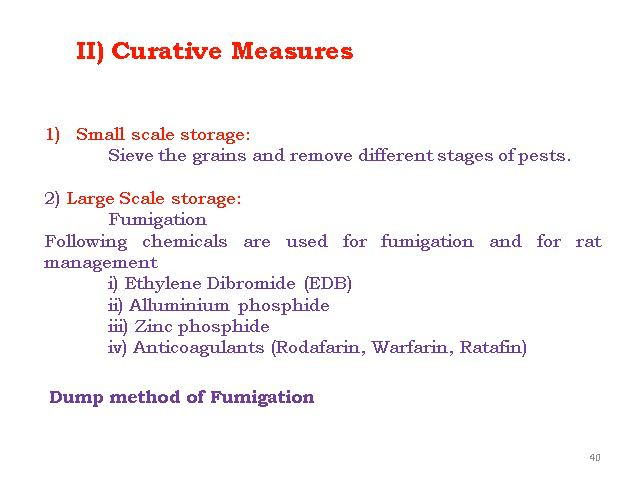 II) Curative Measures
1) Small scale storage:
Sieve the grains and remove different stages of pests.
2) Large Scale storage:
Fumigation
Following chemicals are used for fumigation and for rat
management
i) Ethylene Dibromide (EDB)
ii) Alluminium phosphide
iii) Zinc phosphide
iv) Anticoagulants (Rodafarin, Warfarin, Ratafin)
Dump method of Fumigation
40